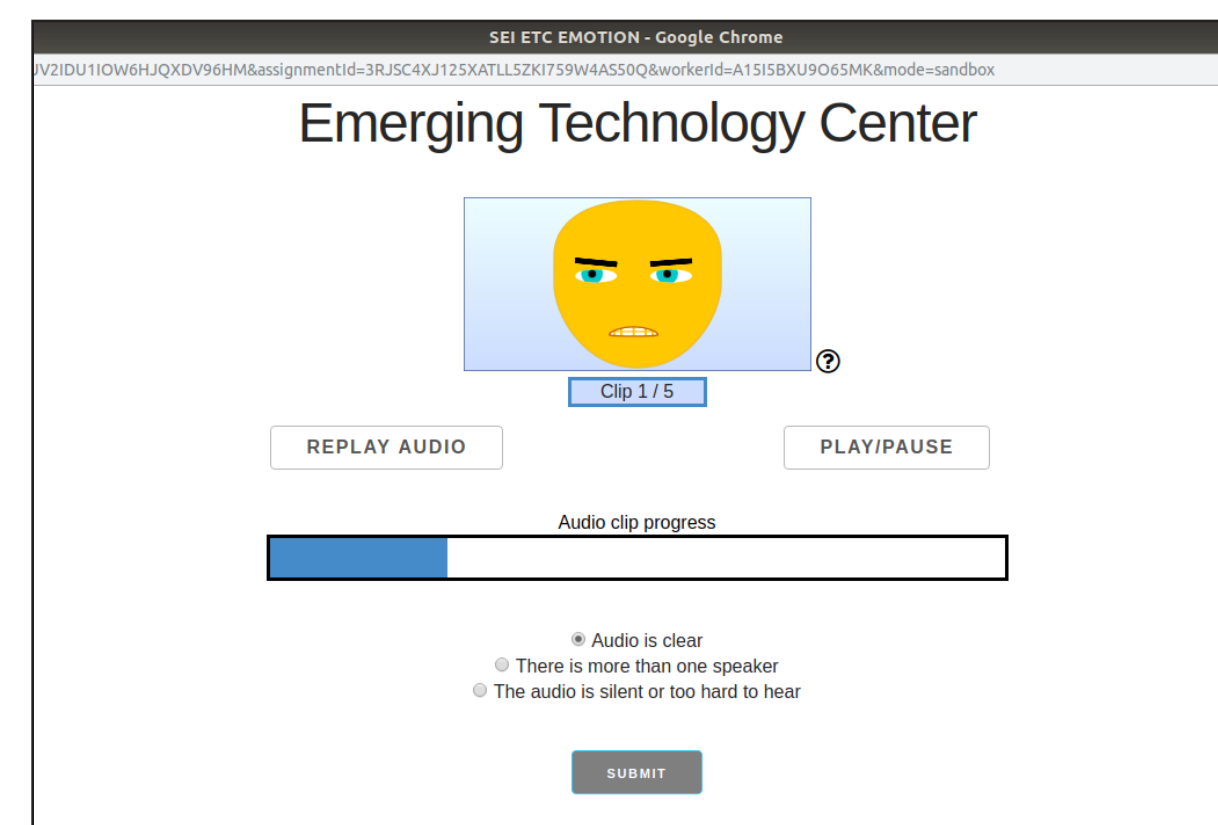 SEI ETC EMOTION - Google Chrome
JV2IDU1IOW6HJQXDV96HM&assignmentId=3RJSC4XJ125XATLL5ZKI759W4AS50Q&workerId=A15I5BXU9O65MK&mode=sandbox
Emerging Technology Center
?
Clip 1 / 5
REPLAY AUDIO PLAY/PAUSE
Audio clip progress
Audio is clear
There is more than one speaker
The audio is silent or too hard to hear
SUBMIT